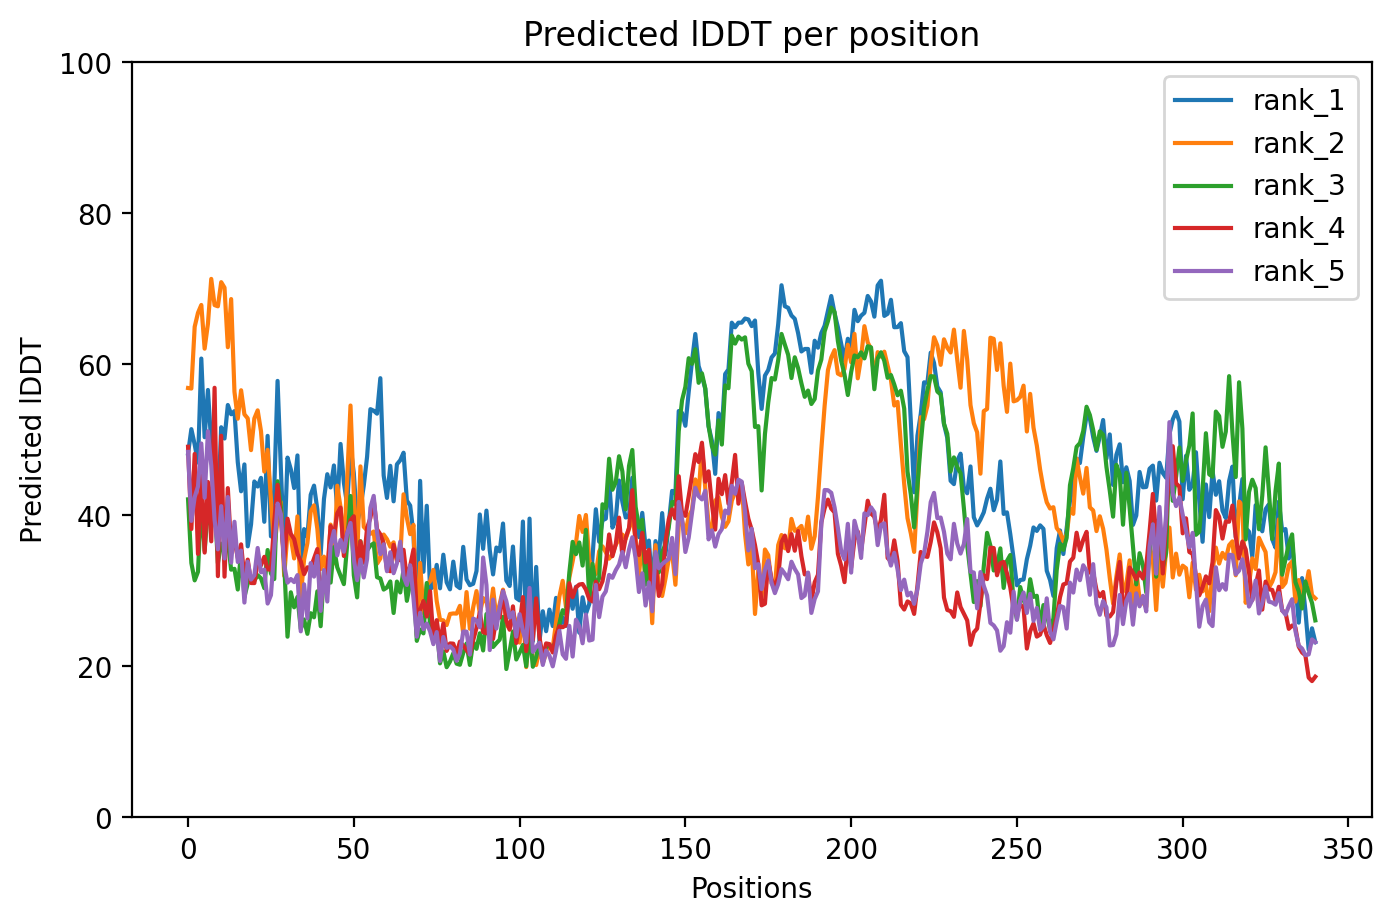 Predicted lDDT per position
100
80
60
40
20
0
Predicted lDDT
0 50 100 150 200 250 300 350
Positions
rank_1
rank_2
rank_3
rank_4
rank_5